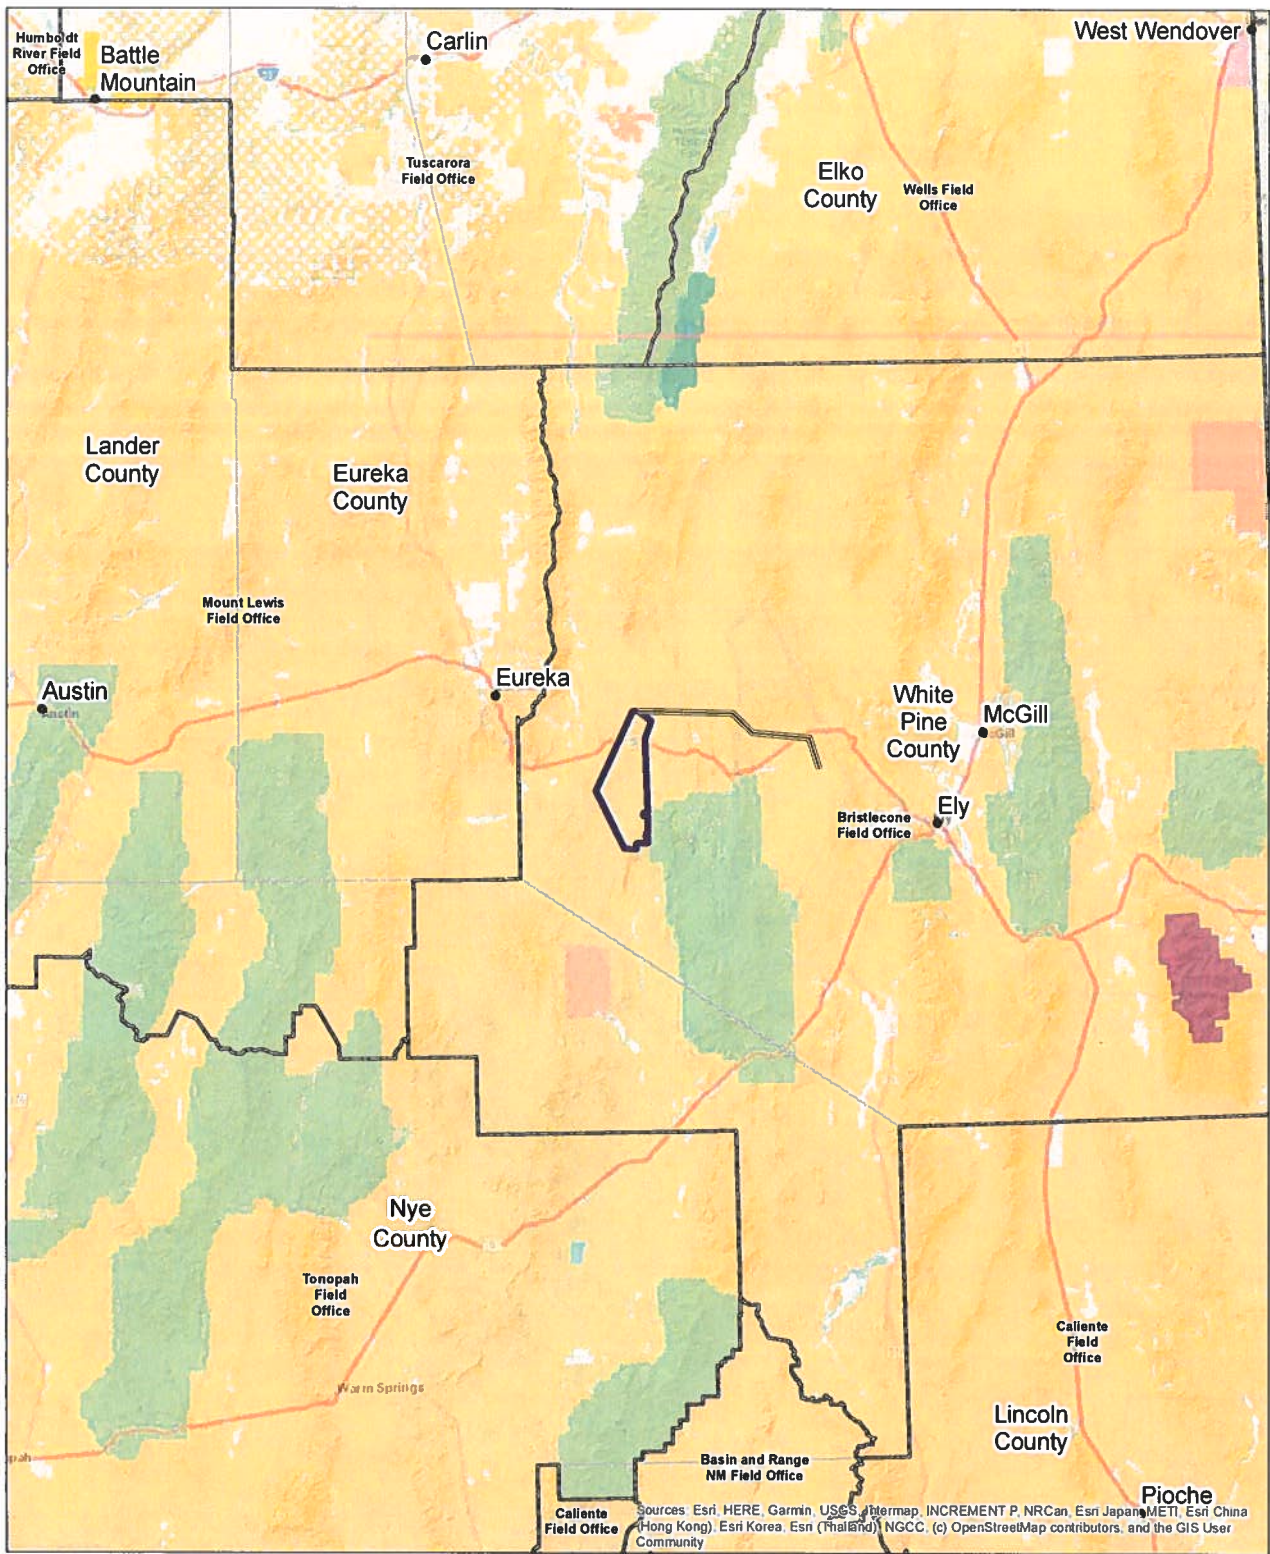 Humboldt
River Field
Office
Battle
Mountain
Carlin
West Wendover
Tuscarora
Field Office
Elko
County
Wells Field
Office
Lander
County
Eureka
County
Mount Lewis
Field Office
Austin
Austin
Eureka
White
Pine
County
McGill
Ely
Bristlecone
Field Office
Nye
County
Tonopah
Field
Office
Warm Springs
Caliente
Field
Office
Lincoln
County
Basin and Range
NM Field Office
Pioche
Caliente
Field Office
Sources: Esri, HERE, Garmin, USGS, Intermap, INCREMENT P, NRCan, Esri Japan, METI, Esri China
(Hong Kong), Esri Korea, Esri (Thailand), NGCC, (c) OpenStreetMap contributors, and the GIS User
Community